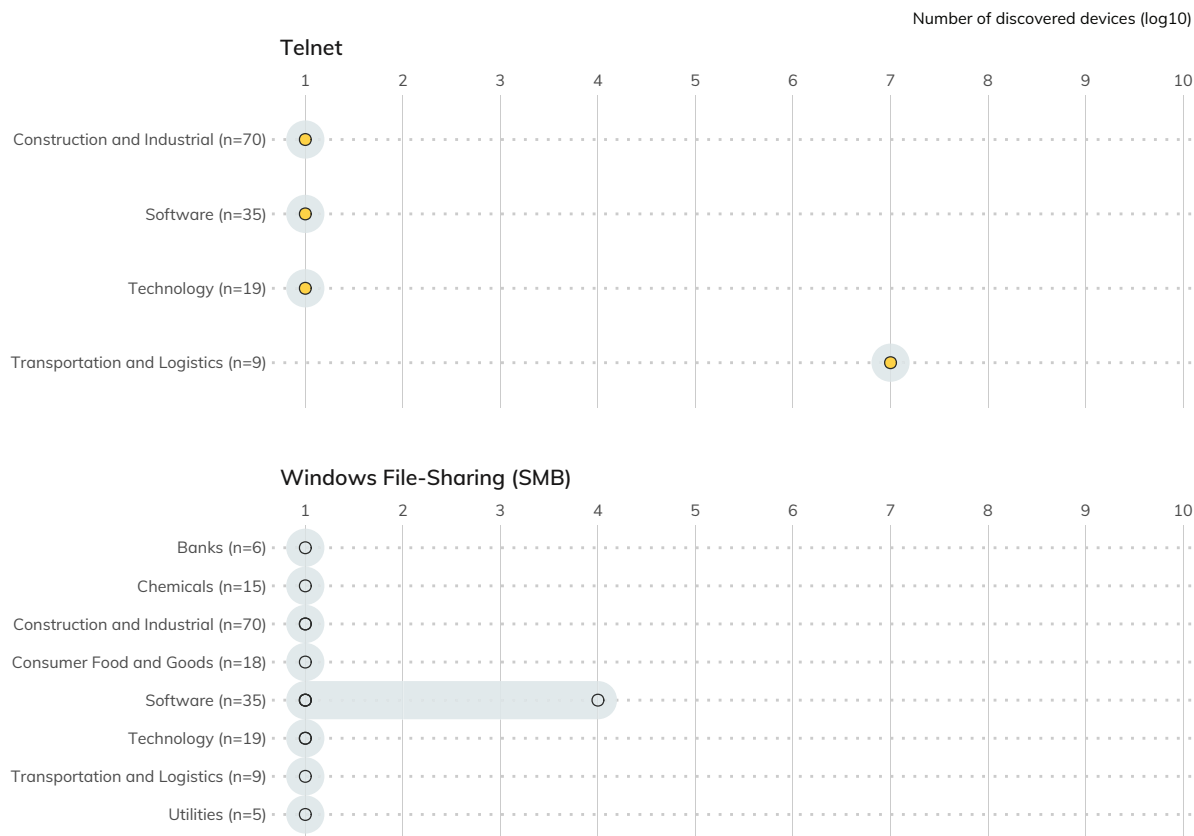 Number of discovered devices (log10)
Telnet
1 2 3 4 5 6 7 8 9 10
Construction and Industrial (n=70)
Software (n=35)
Technology (n=19)
Transportation and Logistics (n=9)
Windows File-Sharing (SMB)
1 2 3 4 5 6 7 8 9 10
Banks (n=6)
Chemicals (n=15)
Construction and Industrial (n=70)
Consumer Food and Goods (n=18)
Software (n=35)
Technology (n=19)
Transportation and Logistics (n=9)
Utilities (n=5)